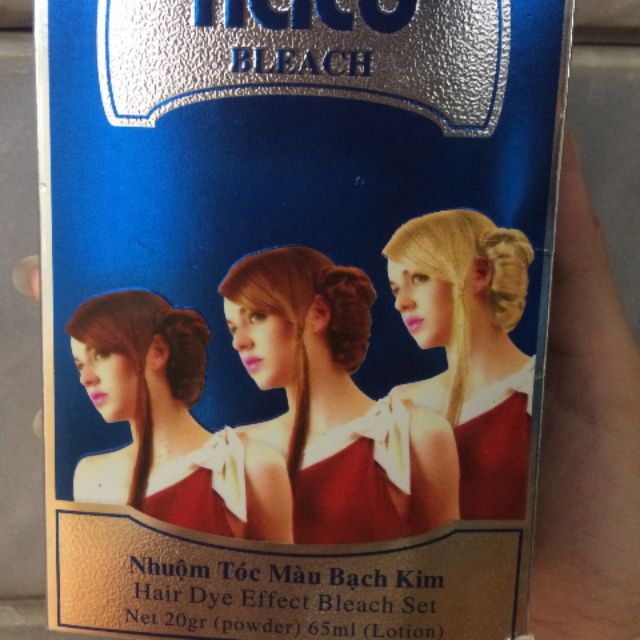 BLEACH
Nhuộm Tóc Màu Bạch Kim
Hair Dye Effect Bleach Set
Net 20gr (powder) 65ml (Lotion)